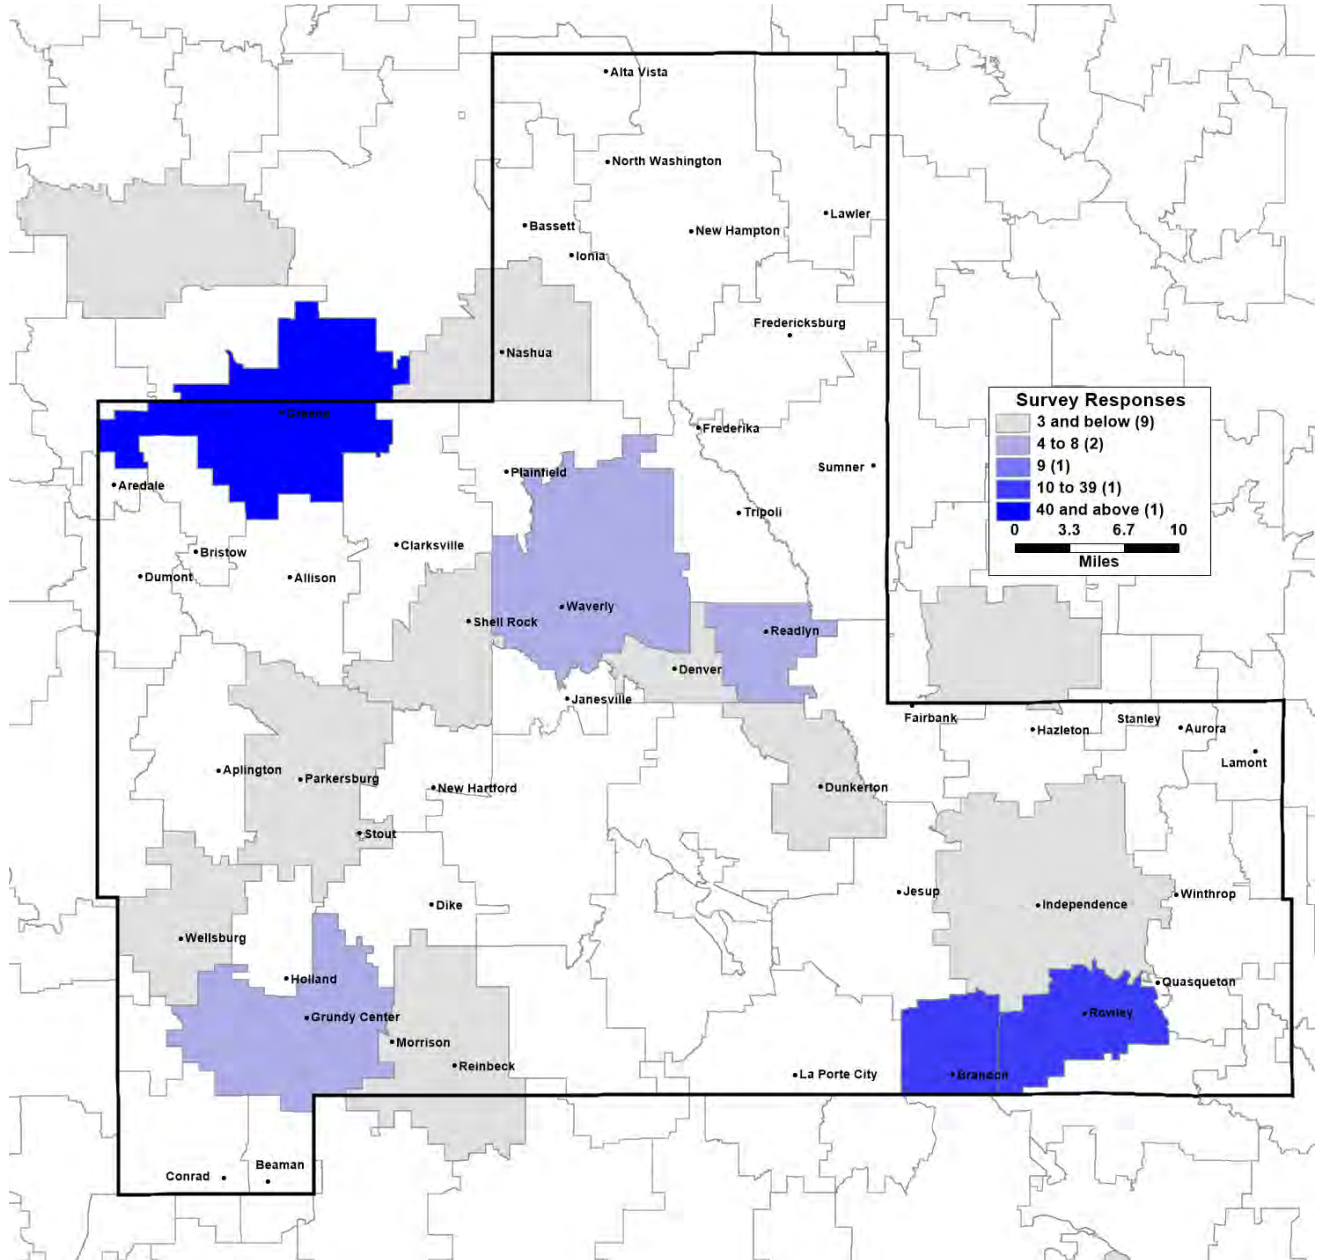 Alta Vista
North Washington
Lawler
Bassett
New Hampton
Ionia
Fredericksburg
Nashua
Survey Responses
3 and below (9)
4 to 8 (2)
9 (1)
10 to 39 (1)
40 and above (1)
0 3.3 6.7 10
Miles
Greene
Frederika
Plainfield
Sumner
Aredale
Tripoli
Clarksville
Bristow
Dumont
Allison
Waverly
Shell Rock
Readlyn
Denver
Janesville
Fairbank
Stanley
Hazleton
Aurora
Lamont
Aplington
Parkersburg
New Hartford
Dunkerton
Stout
Jesup
Winthrop
Dike
Independence
Wellsburg
Holland
Quasqueton
Grundy Center
Rowley
Morrison
Reinbeck
La Porte City
Brandon
Conrad
Beaman